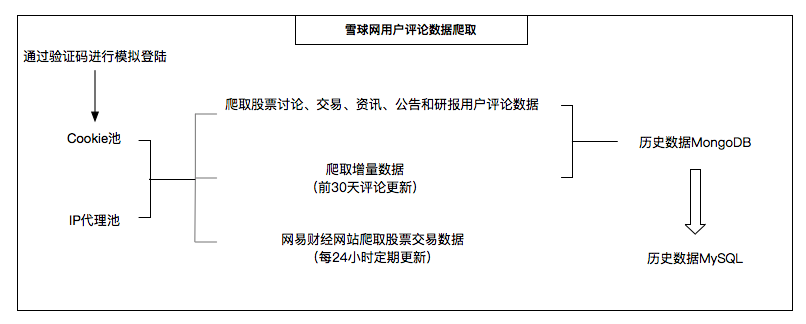 雪球网用户评论数据爬取
通过验证码进行模拟登陆
爬取股票讨论、交易、资讯、公告和研报用户评论数据
Cookie池
历史数据MongoDB
爬取增量数据
（前30天评论更新）
IP代理池
网易财经网站爬取股票交易数据
（每24小时定期更新）
历史数据MySQL